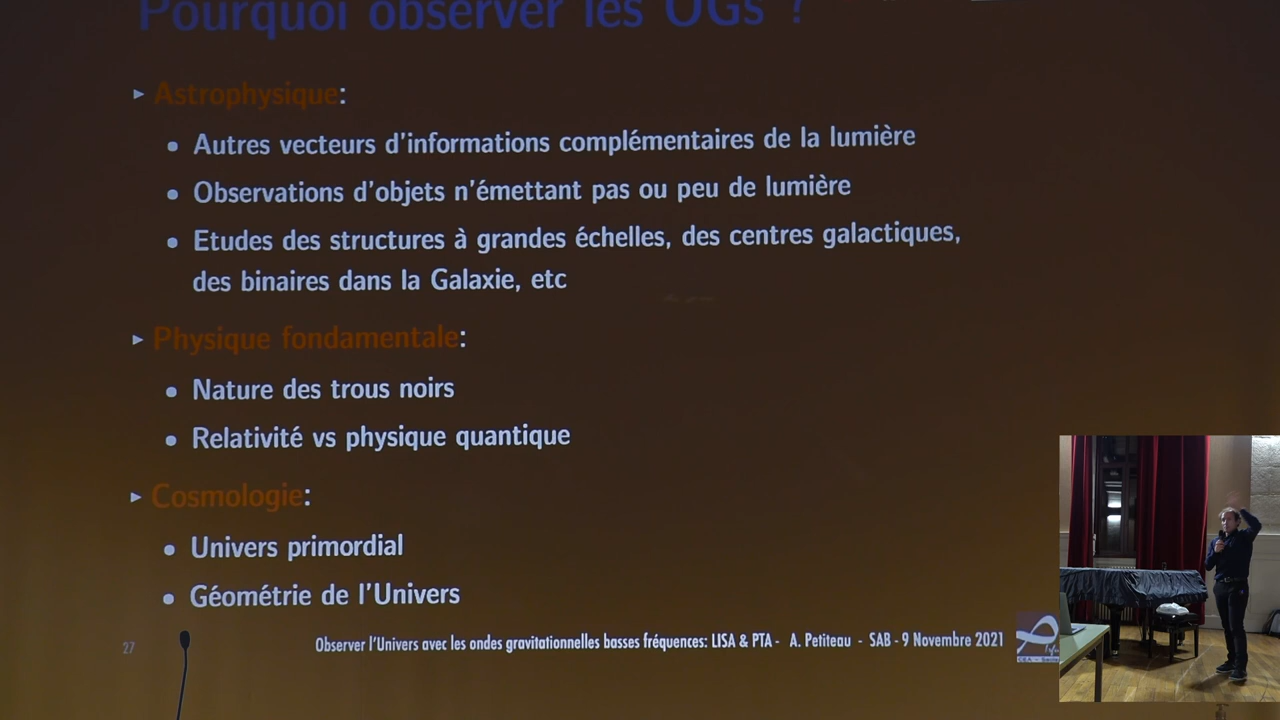 Pourquoi observer les OGs ?
Astrophysique:
Autres vecteurs d'informations complémentaires de la lumière
Observations d'objets n'émettant pas ou peu de lumière
Etudes des structures à grandes échelles, des centres galactiques,
des binaires dans la Galaxie, etc
Physique fondamentale:
Nature des trous noirs
Relativité vs physique quantique
Cosmologie:
Univers primordial
Géométrie de l'Univers
27
Observer l'Univers avec les ondes gravitationnelles basses fréquences: LISA & PTA - A. Petiteau - SAB - 9 Novembre 2021